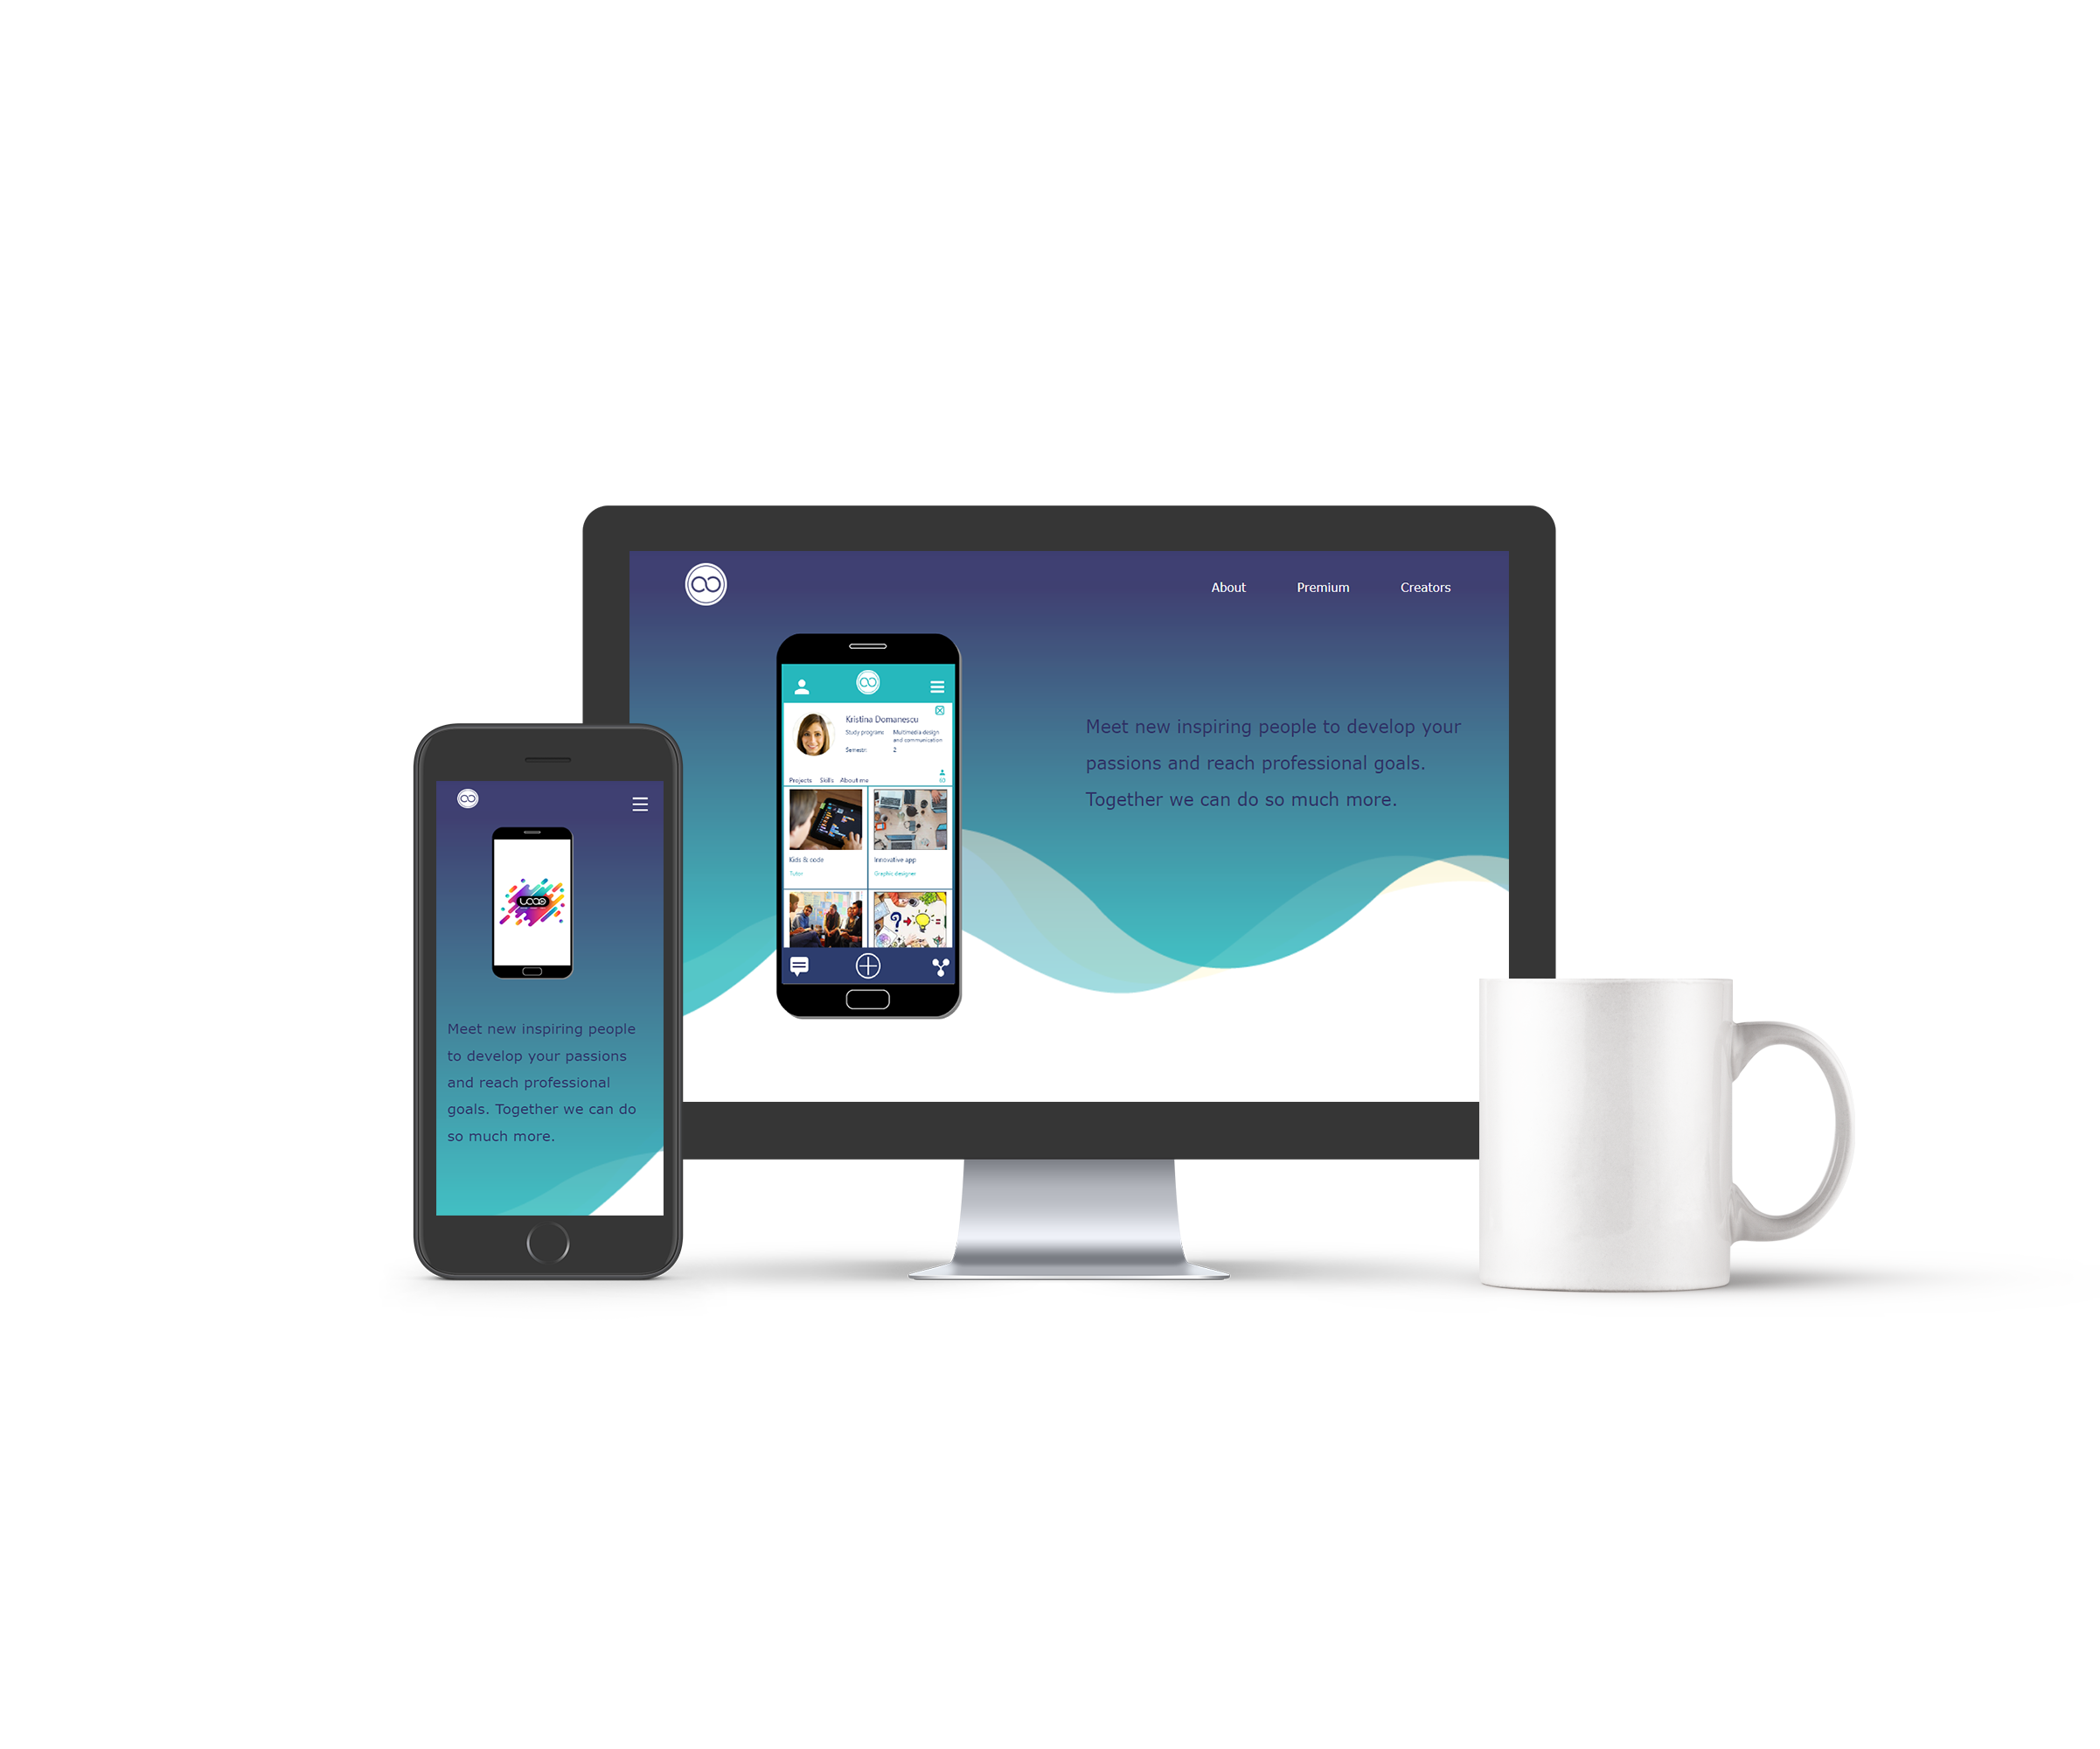 About Premium Creators
Kristina Domanescu
Study programe Multimedia design
and communication
Semestr: 2
Projects Skills About me
Kids & code
Tutor
Innovative app
Graphic designer
Meet new inspiring people to develop your
passions and reach professional goals.
Together we can do so much more.
LOGO
Meet new inspiring people
to develop your passions
and reach professional
goals. Together we can do
so much more.